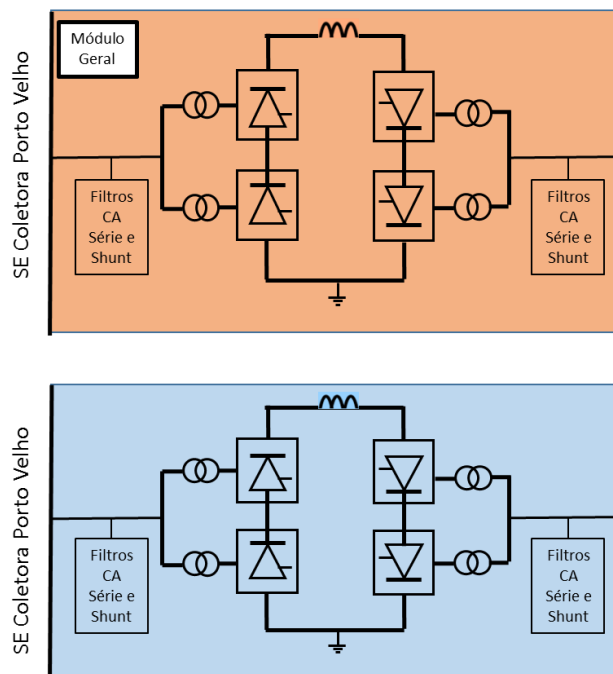 SE Coletora Porto Velho
Módulo
Geral
Filtros
CA
Série e
Shunt
Filtros
CA
Série e
Shunt
SE Coletora Porto Velho
Filtros
CA
Série e
Shunt
Filtros
CA
Série e
Shunt